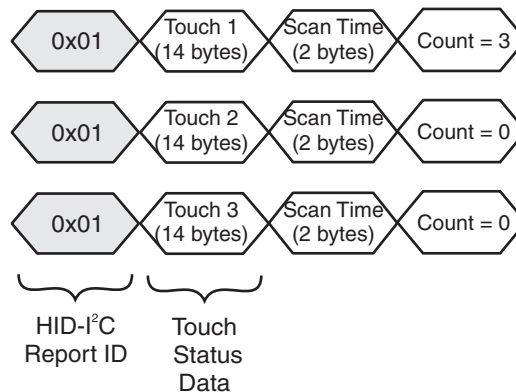 0x01
Touch 1
(14 bytes)
Scan Time
(2 bytes)
Count = 3
0x01
Touch 2
(14 bytes)
Scan Time
(2 bytes)
Count = 0
0x01
Touch 3
(14 bytes)
Scan Time
(2 bytes)
Count = 0
HID-I²C
Report ID
Touch
Status
Data